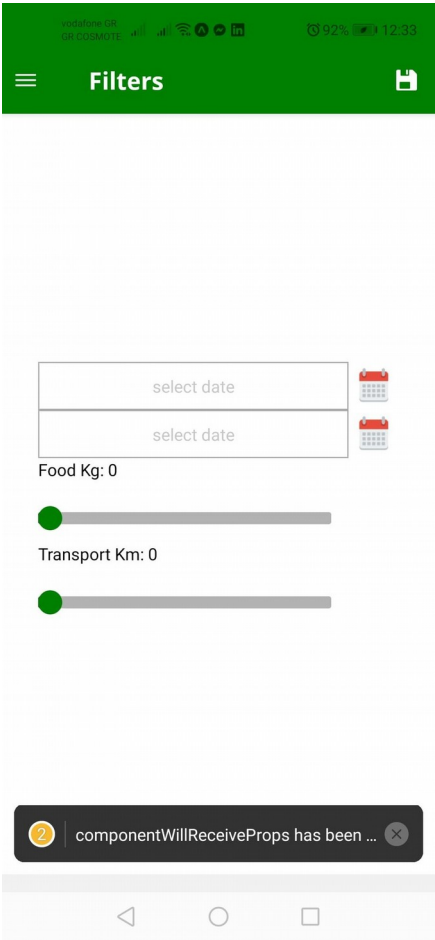 vodafone GR
GR COSMOTE
92% 12:33
Filters
select date
select date
Food Kg: 0
Transport Km: 0
2 componentWillReceiveProps has been ...